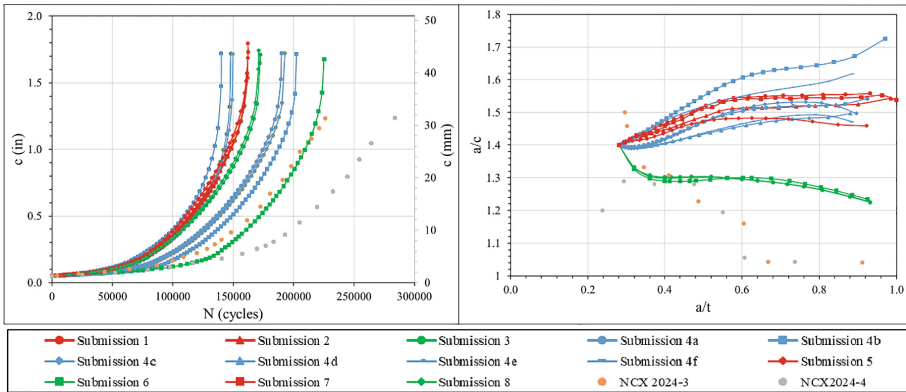 2.0
1.5
1.0
0.5
0.0
c (in)
50
40
30
20
10
0
c (mm)
0 50000 100000 150000 200000 250000 300000
N (cycles)
1.8
1.7
1.6
1.5
1.4
1.3
1.2
1.1
1
a/c
0.0 0.2 0.4 0.6 0.8 1.0
a/t
Submission 1 Submission 2 Submission 3 Submission 4a Submission 4b
Submission 4c Submission 4d Submission 4e Submission 4f Submission 5
Submission 6 Submission 7 Submission 8 NCX 2024-3 NCX2024-4